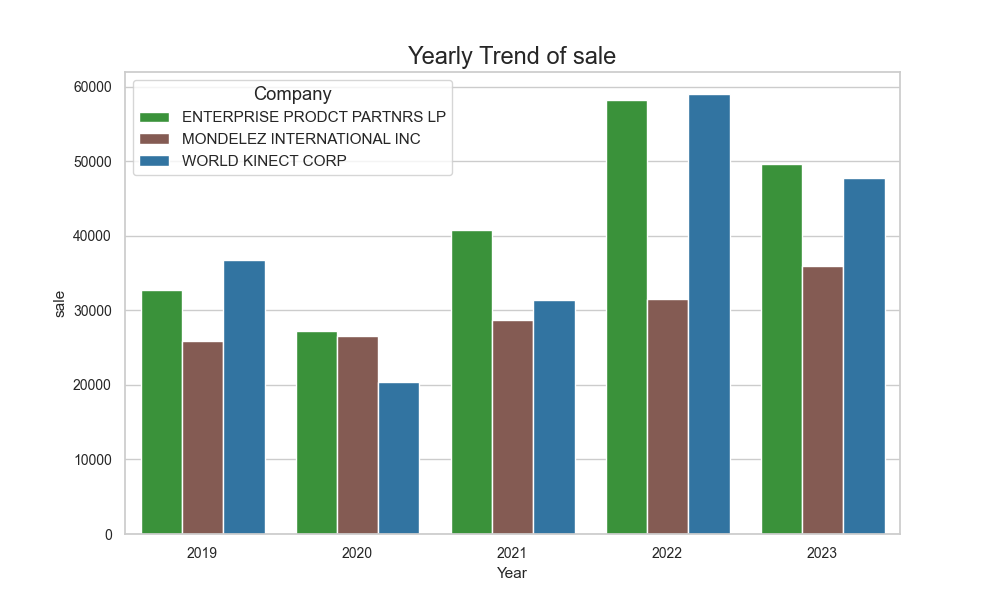 Yearly Trend of sale
Company
ENTERPRISE PRODCT PARTNRS LP
MONDELEZ INTERNATIONAL INC
WORLD KINECT CORP
60000
50000
40000
30000
20000
10000
0
sale
2019 2020 2021 2022 2023
Year